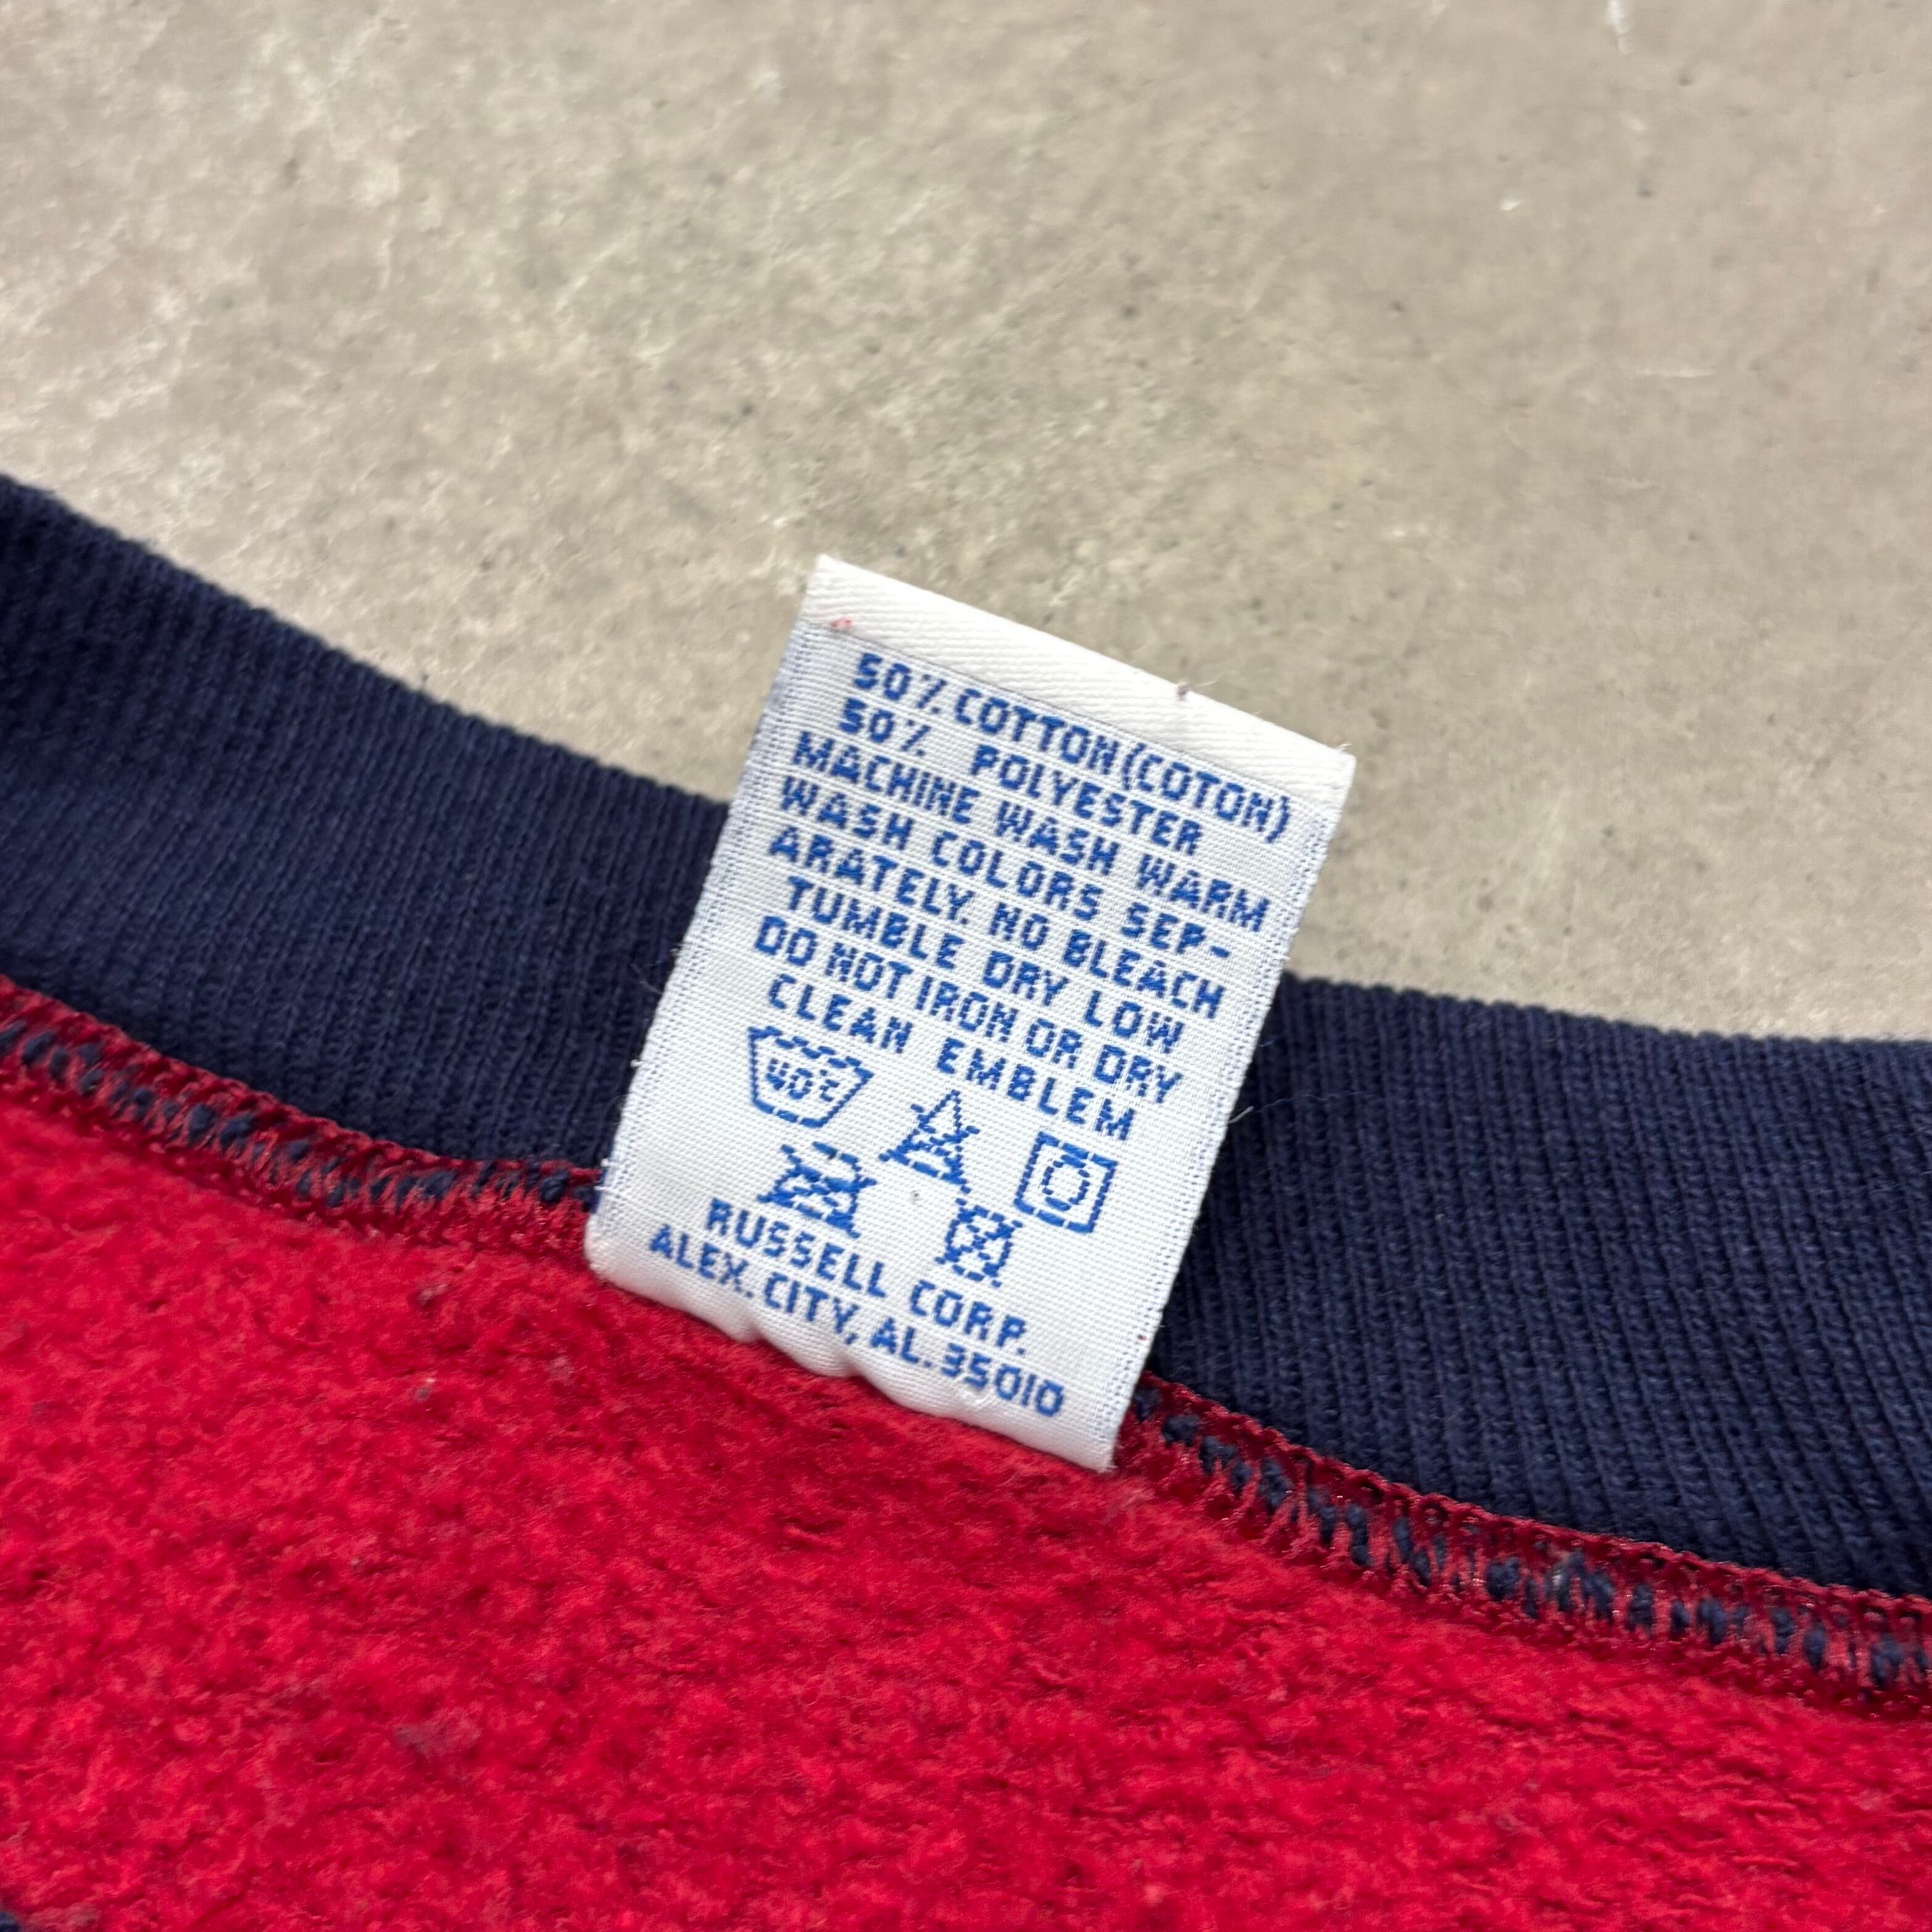 50% COTTON(COTON)
50% POLYESTER
MACHINE WASH WARM
WASH COLORS SEP-
ARATELY. NO BLEACH
TUMBLE DRY LOW
DO NOT IRON OR DRY
CLEAN EMBLEM
40°C
RUSSELL CORP.
ALEX. CITY, AL. 35010